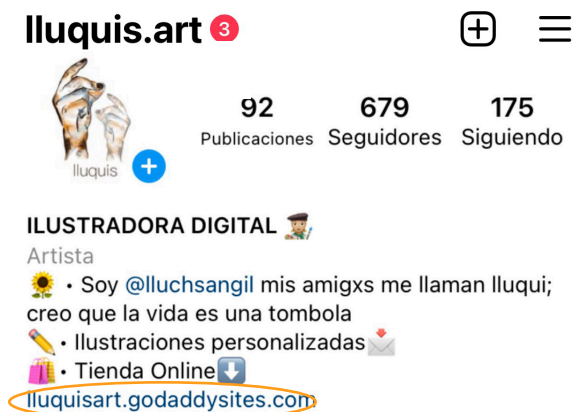 lluquis.art 3
92 679 175
Publicaciones Seguidores Siguiendo
lluquis
ILUSTRADORA DIGITAL 👩🏼‍🎨
Artista
🌻 • Soy @lluchsangil mis amigxs me llaman lluqui;
creo que la vida es una tombola
✏️ • Ilustraciones personalizadas📩
🛍️ • Tienda Online⬇️
lluquisart.godaddysites.com